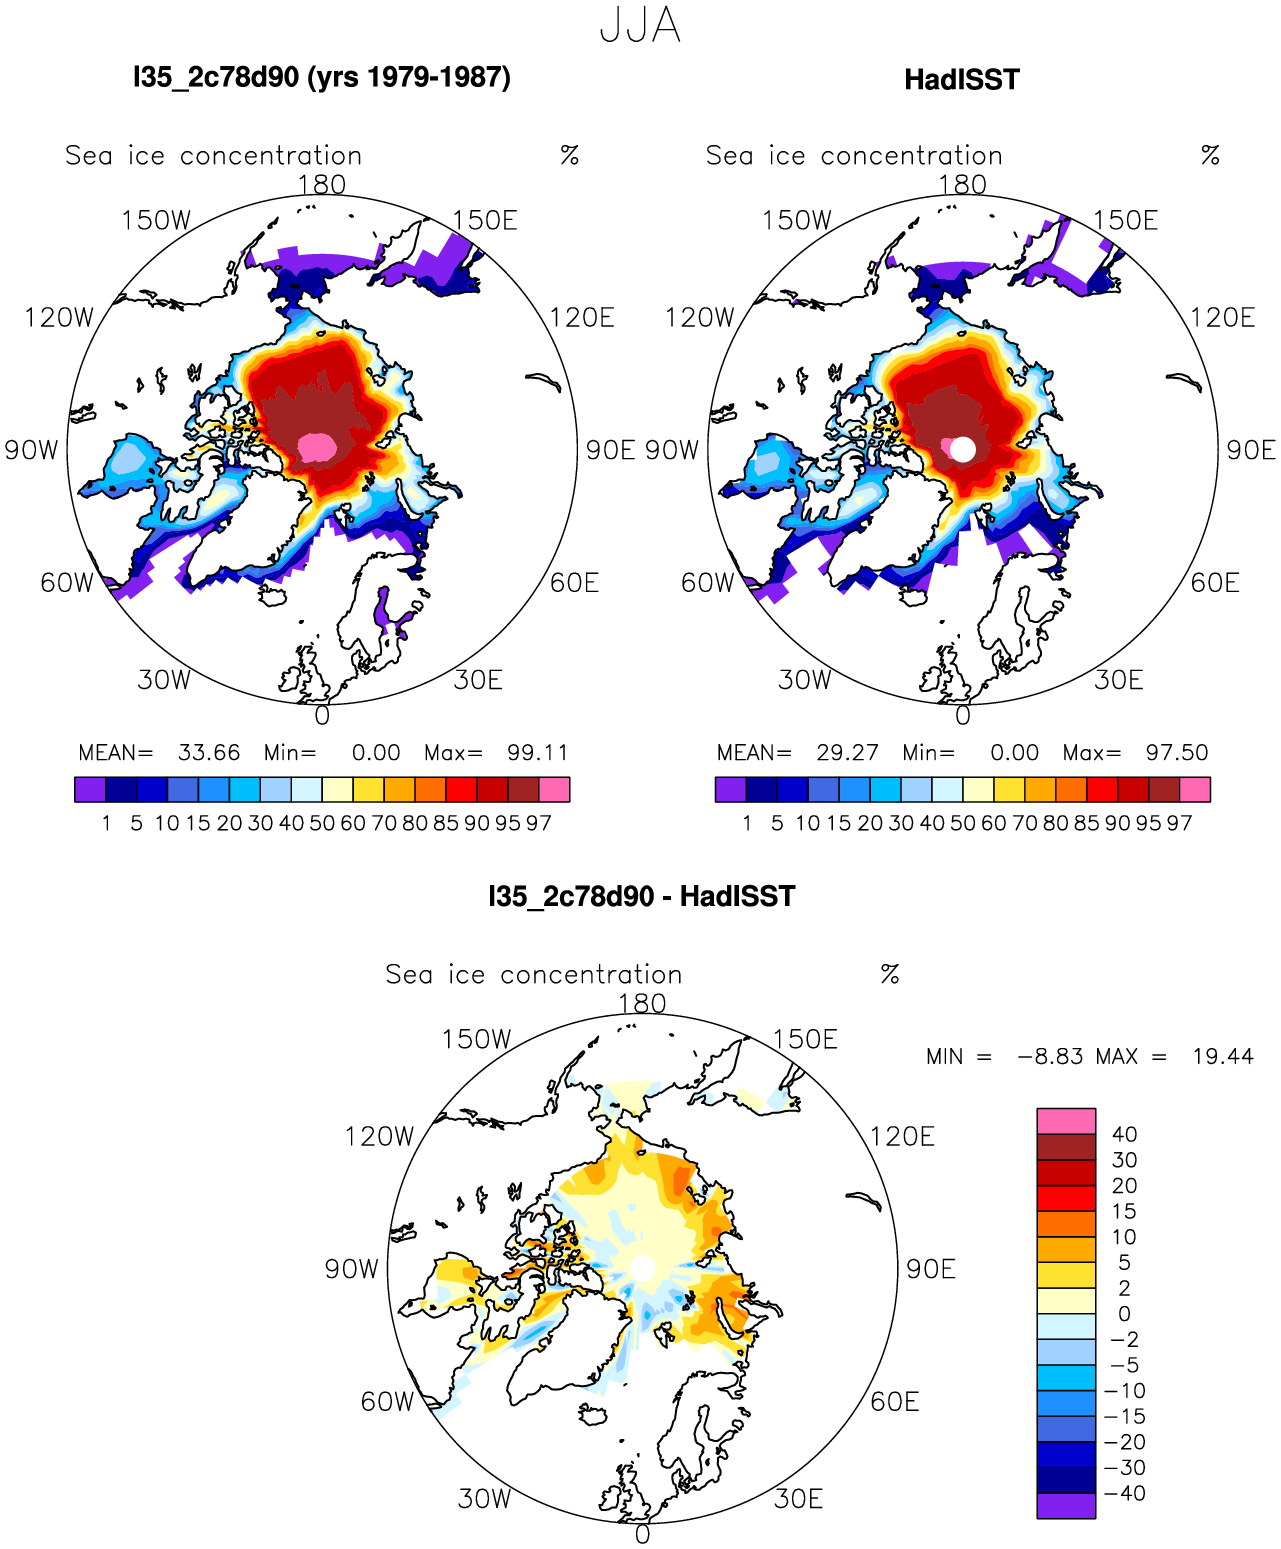 JJA
I35_2c78d90 (yrs 1979-1987)
Sea ice concentration %
180
150W 150E
120W 120E
90W 90E
60W 60E
30W 30E
0
MEAN= 33.66 Min= 0.00 Max= 99.11
1 5 10 15 20 30 40 50 60 70 80 85 90 95 97
HadISST
Sea ice concentration %
180
150W 150E
120W 120E
90W 90E
60W 60E
30W 30E
0
MEAN= 29.27 Min= 0.00 Max= 97.50
1 5 10 15 20 30 40 50 60 70 80 85 90 95 97
I35_2c78d90 - HadISST
Sea ice concentration %
180
150W 150E
120W 120E
90W 90E
60W 60E
30W 30E
0
MIN = -8.83 MAX = 19.44
40
30
20
15
10
5
2
0
-2
-5
-10
-15
-20
-30
-40